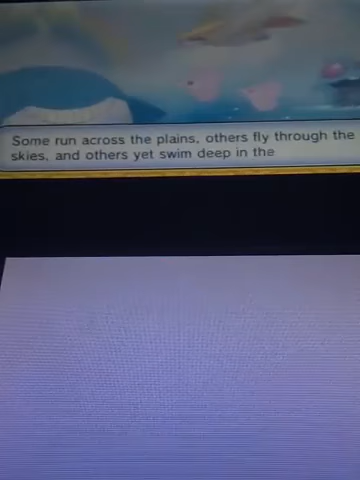 Some run across the plains, others fly through the
skies, and others yet swim deep in the